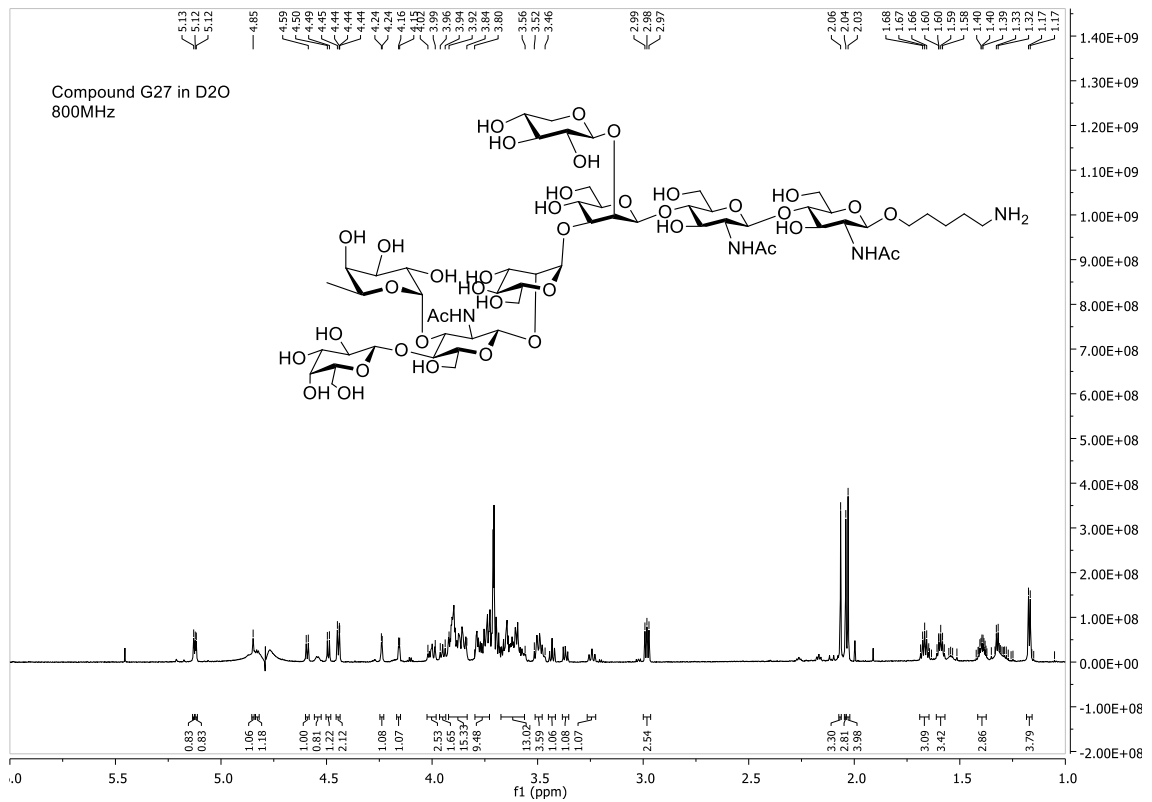 5.13 5.12 5.12 4.85 4.59 4.50 4.49 4.45 4.44 4.44 4.44 4.24 4.24 4.16 4.15 4.02 3.99 3.96 3.94 3.92 3.84 3.80 3.56 3.52 3.46 2.99 2.98 2.97 2.06 2.04 2.03 1.68 1.67 1.66 1.60 1.60 1.59 1.58 1.40 1.40 1.39 1.33 1.32 1.17 1.17
Compound G27 in D2O
800MHz
1.40E+09
1.30E+09
1.20E+09
1.10E+09
1.00E+09
9.00E+08
8.00E+08
7.00E+08
6.00E+08
5.00E+08
4.00E+08
3.00E+08
2.00E+08
1.00E+08
0.00E+00
-1.00E+08
-2.00E+08
O
HO
HO
O
OH
HO
HO
O
O
HO
O
HO
NHAc
O
HO
O
HO
NHAc
O
NH2
O
OH
OH
OH
O
HO
HO
HO
O
AcHN
O
O
HO
O
HO
HO
O
O
OH
OH
0.83 0.83 1.06 1.18 1.00 0.81 1.22 2.12 1.08 1.07 2.53 1.65 15.33 9.48 13.02 3.59 1.06 1.08 1.07 2.54 3.30 2.81 3.98 3.09 3.42 2.86 3.79
.0 5.5 5.0 4.5 4.0 3.5 3.0 2.5 2.0 1.5 1.0
f1 (ppm)